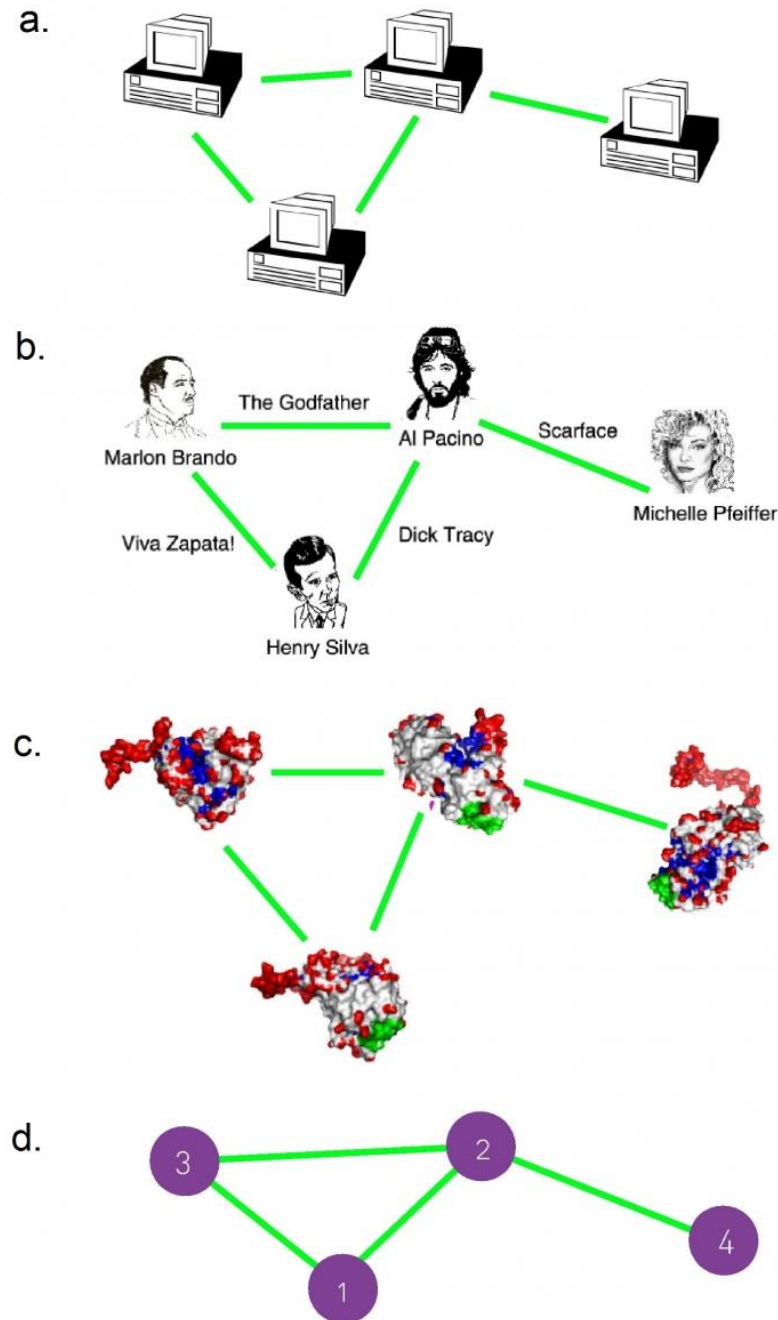 a.
b.
The Godfather
Al Pacino
Scarface
Marlon Brando
Michelle Pfeiffer
Viva Zapata!
Dick Tracy
Henry Silva
c.
d.
3
2
4
1